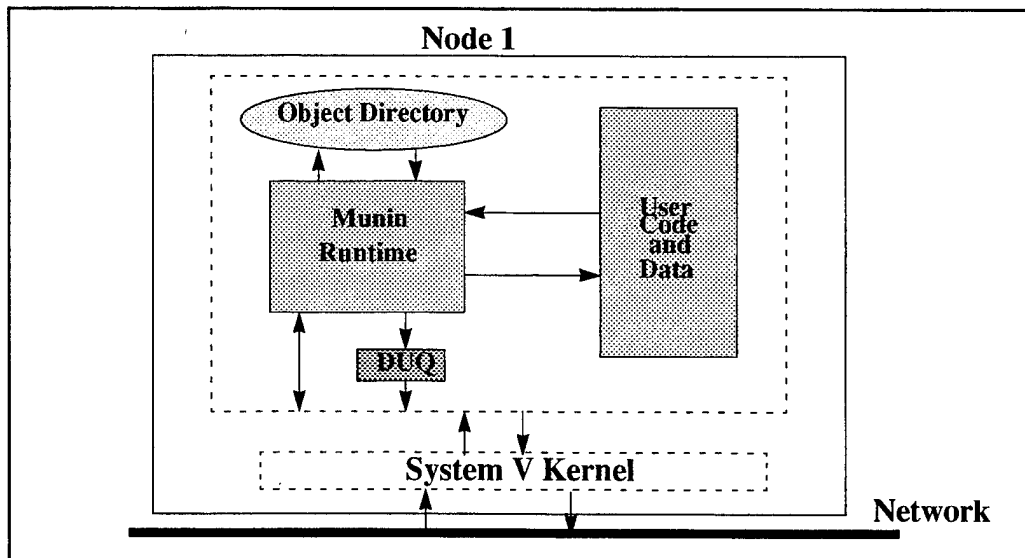 Node 1
Object Directory
Munin
Runtime
User
Code
and
Data
DUQ
System V Kernel
Network